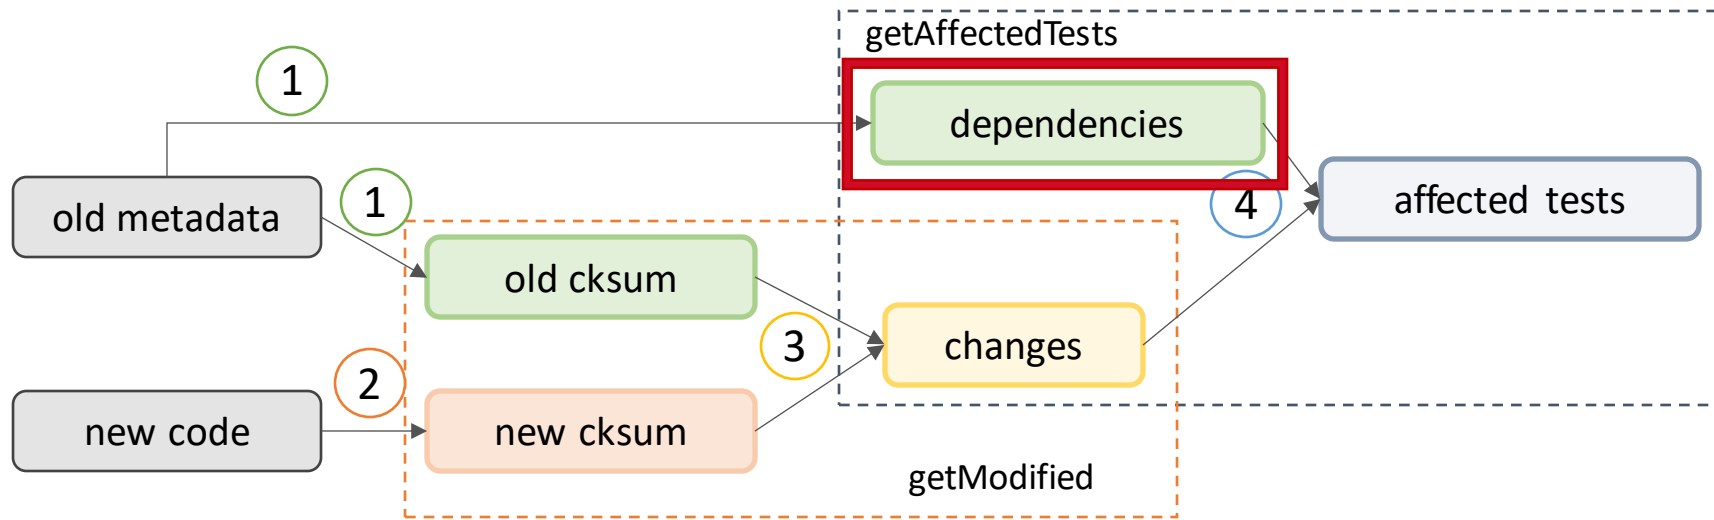 getAffectedTests
1
dependencies
old metadata
1
4
affected tests
old cksum
3
changes
2
new code
new cksum
getModified